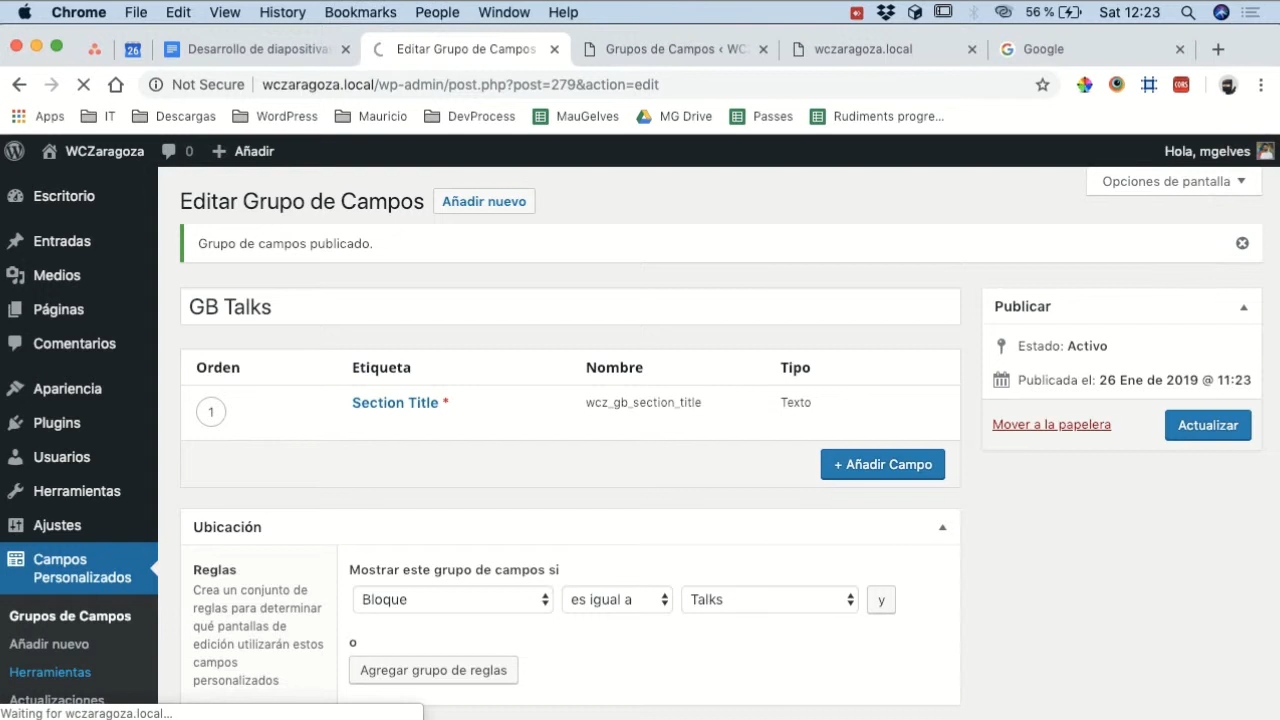 Chrome File Edit View History Bookmarks People Window Help 56 % Sat 12:23
26 Desarrollo de diapositiva Editar Grupo de Campos Grupos de Campos ‹ WC wczaragoza.local Google
Not Secure wczaragoza.local/wp-admin/post.php?post=279&action=edit
Apps IT Descargas WordPress Mauricio DevProcess MauGelves MG Drive Passes Rudiments progre...
WCZaragoza 0 Añadir Hola, mgelves
Opciones de pantalla
Escritorio
Entradas
Medios
Páginas
Comentarios
Apariencia
Plugins
Usuarios
Herramientas
Ajustes
Campos
Personalizados
Grupos de Campos
Añadir nuevo
Herramientas
Actualizaciones
Editar Grupo de Campos Añadir nuevo
Grupo de campos publicado.
GB Talks
Orden Etiqueta Nombre Tipo
1 Section Title * wcz_gb_section_title Texto
+ Añadir Campo
Ubicación
Reglas
Crea un conjunto de
reglas para determinar
qué pantallas de
edición utilizarán estos
campos
personalizados
Mostrar este grupo de campos si
Bloque es igual a Talks y
o
Agregar grupo de reglas
Publicar
Estado: Activo
Publicada el: 26 Ene de 2019 @ 11:23
Mover a la papelera Actualizar
Waiting for wczaragoza.local...